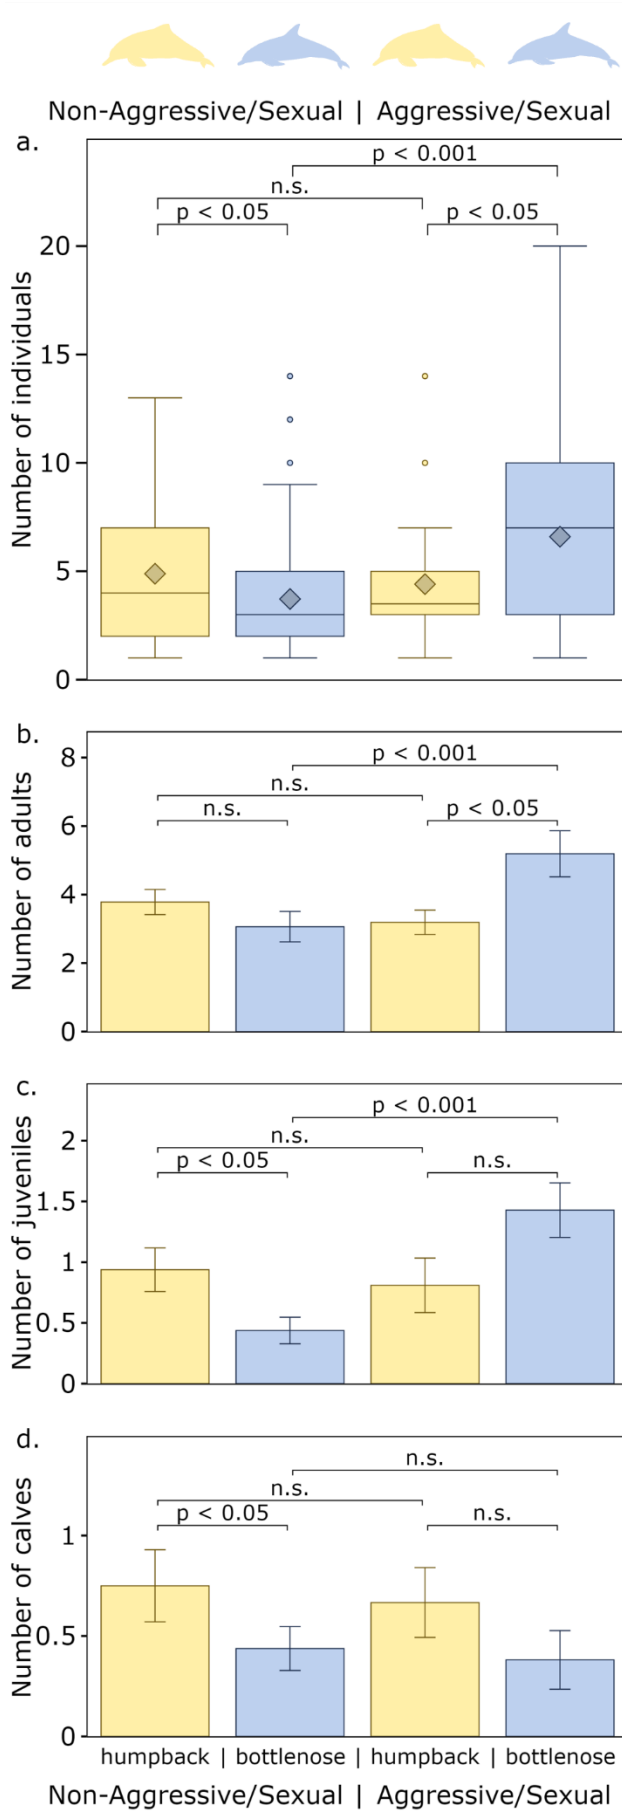 Non-Aggressive/Sexual | Aggressive/Sexual
a.
p < 0.001
n.s.
p < 0.05
p < 0.05
Number of individuals
20
15
10
5
0
b.
p < 0.001
n.s.
n.s.
p < 0.05
Number of adults
8
6
4
2
0
c.
p < 0.001
n.s.
p < 0.05
n.s.
Number of juveniles
2
1.5
1
0.5
0
d.
n.s.
n.s.
p < 0.05
n.s.
Number of calves
1
0.5
0
humpback | bottlenose | humpback | bottlenose
Non-Aggressive/Sexual | Aggressive/Sexual